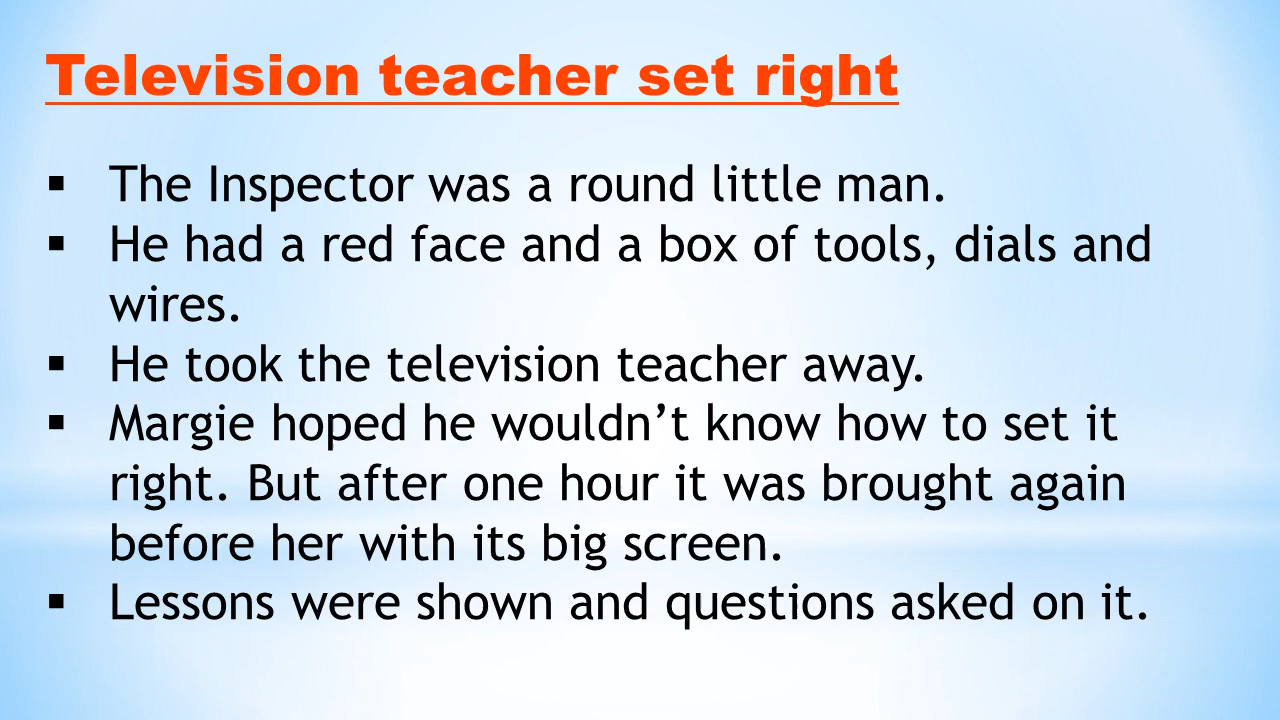 Television teacher set right
▪ The Inspector was a round little man.
▪ He had a red face and a box of tools, dials and
wires.
▪ He took the television teacher away.
▪ Margie hoped he wouldn’t know how to set it
right. But after one hour it was brought again
before her with its big screen.
▪ Lessons were shown and questions asked on it.